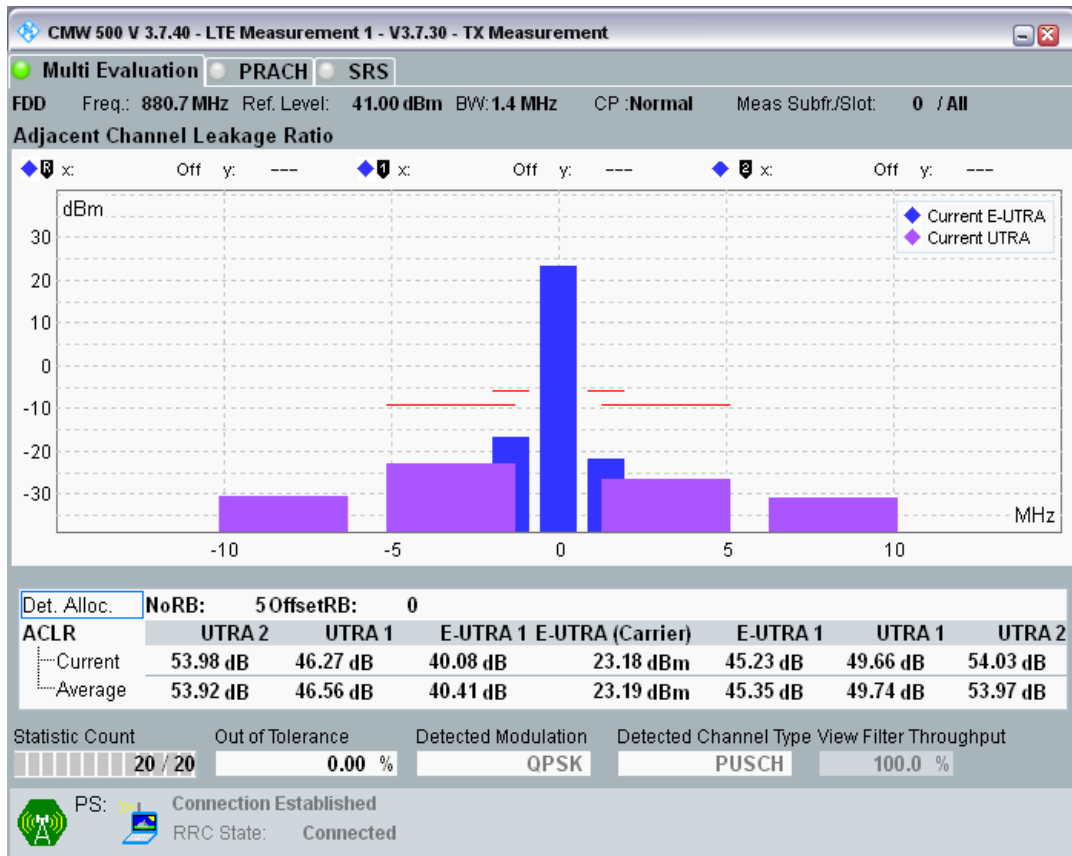 CMW 500 V 3.7.40 - LTE Measurement 1 - V3.7.30 - TX Measurement
Multi Evaluation PRACH SRS
FDD Freq.: 880.7 MHz Ref. Level: 41.00 dBm BW: 1.4 MHz CP :Normal Meas Subfr./Slot: 0 / All
Adjacent Channel Leakage Ratio
R x: Off y: --- 1 x: Off y: --- 2 x: Off y: ---
dBm
Current E-UTRA
Current UTRA
30
20
10
0
-10
-20
-30
MHz
-10 -5 0 5 10
Det. Alloc. NoRB: 5 OffsetRB: 0
ACLR UTRA 2 UTRA 1 E-UTRA 1 E-UTRA (Carrier) E-UTRA 1 UTRA 1 UTRA 2
Current 53.98 dB 46.27 dB 40.08 dB 23.18 dBm 45.23 dB 49.66 dB 54.03 dB
Average 53.92 dB 46.56 dB 40.41 dB 23.19 dBm 45.35 dB 49.74 dB 53.97 dB
Statistic Count Out of Tolerance Detected Modulation Detected Channel Type View Filter Throughput
20 / 20 0.00 % QPSK PUSCH 100.0 %
PS: Connection Established
RRC State: Connected